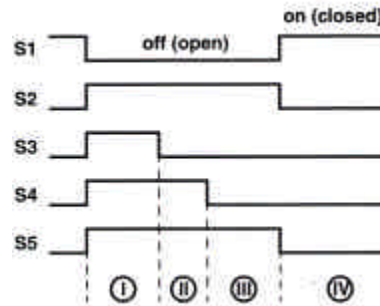 on (closed)
S1
off (open)
S2
S3
S4
S5
I
II
III
IV